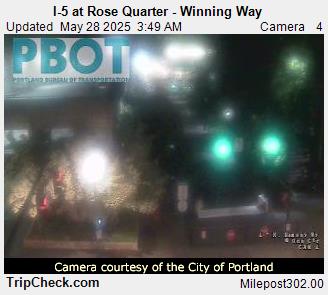 I-5 at Rose Quarter - Winning Way
Updated May 28 2025 3:49 AM Camera 4
PBOT
PORTLAND BUREAU OF TRANSPORTATION
Camera courtesy of the City of Portland
TripCheck.com Milepost302.00